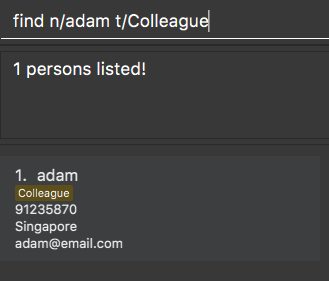 find n/adam t/Colleague
1 persons listed!
1. adam
Colleague
91235870
Singapore
adam@email.com